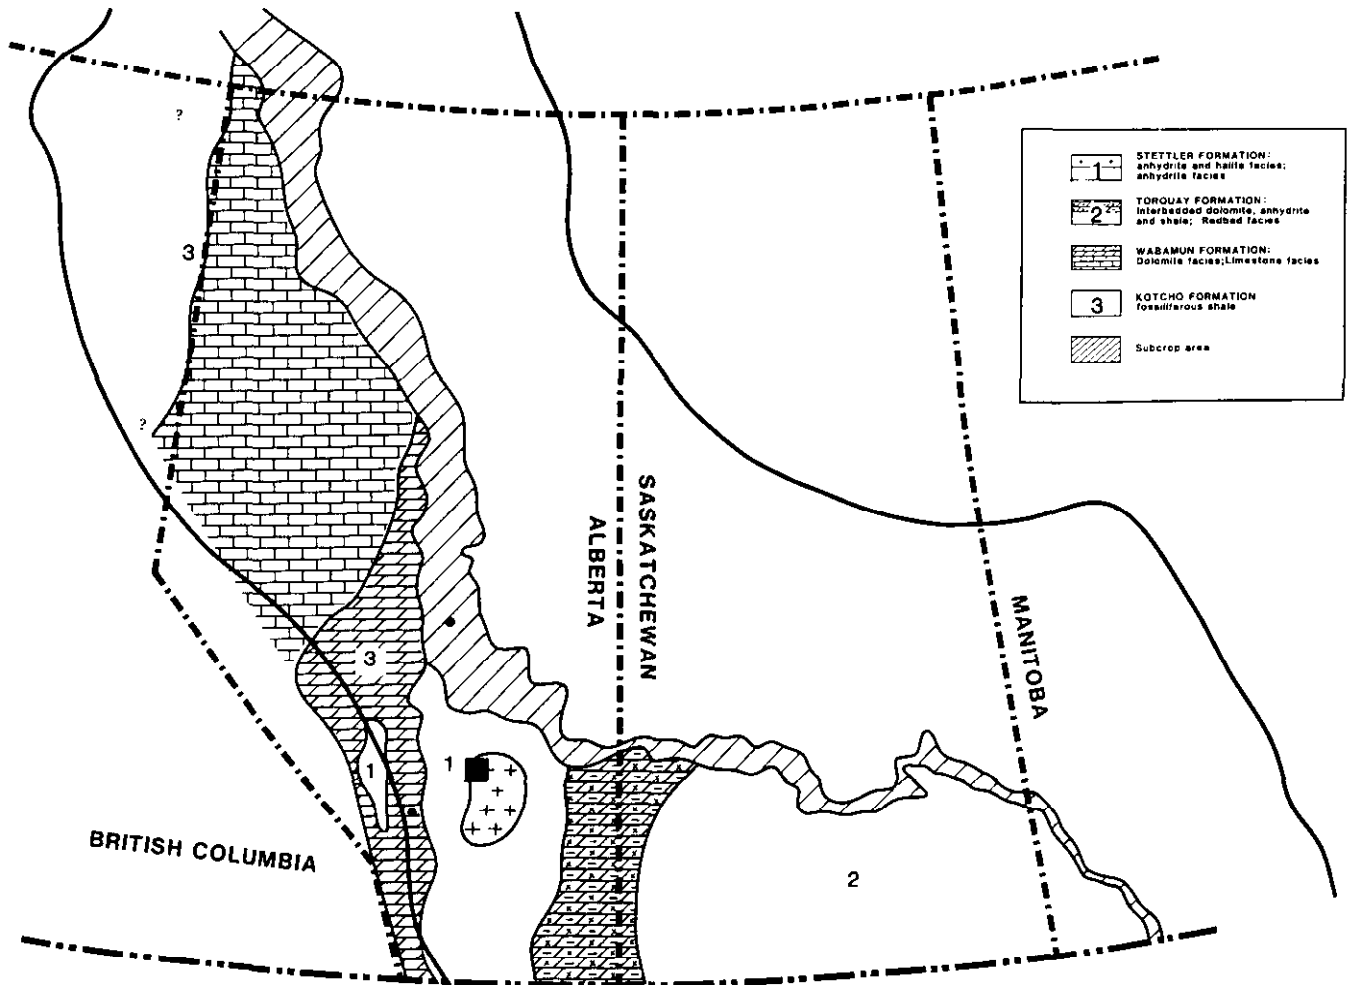 ?
3
?
SASKATCHEWAN
ALBERTA
MANITOBA
3
1
1
2
BRITISH COLUMBIA
1
STETTLER FORMATION:
anhydrite and halite facies;
anhydrite facies
2
TORQUAY FORMATION:
Interbedded dolomite, anhydrite
and shale; Redbed facies
WABAMUN FORMATION:
Dolomite facies;Limestone facies
3
KOTCHO FORMATION
fossiliferous shale
Subcrop area